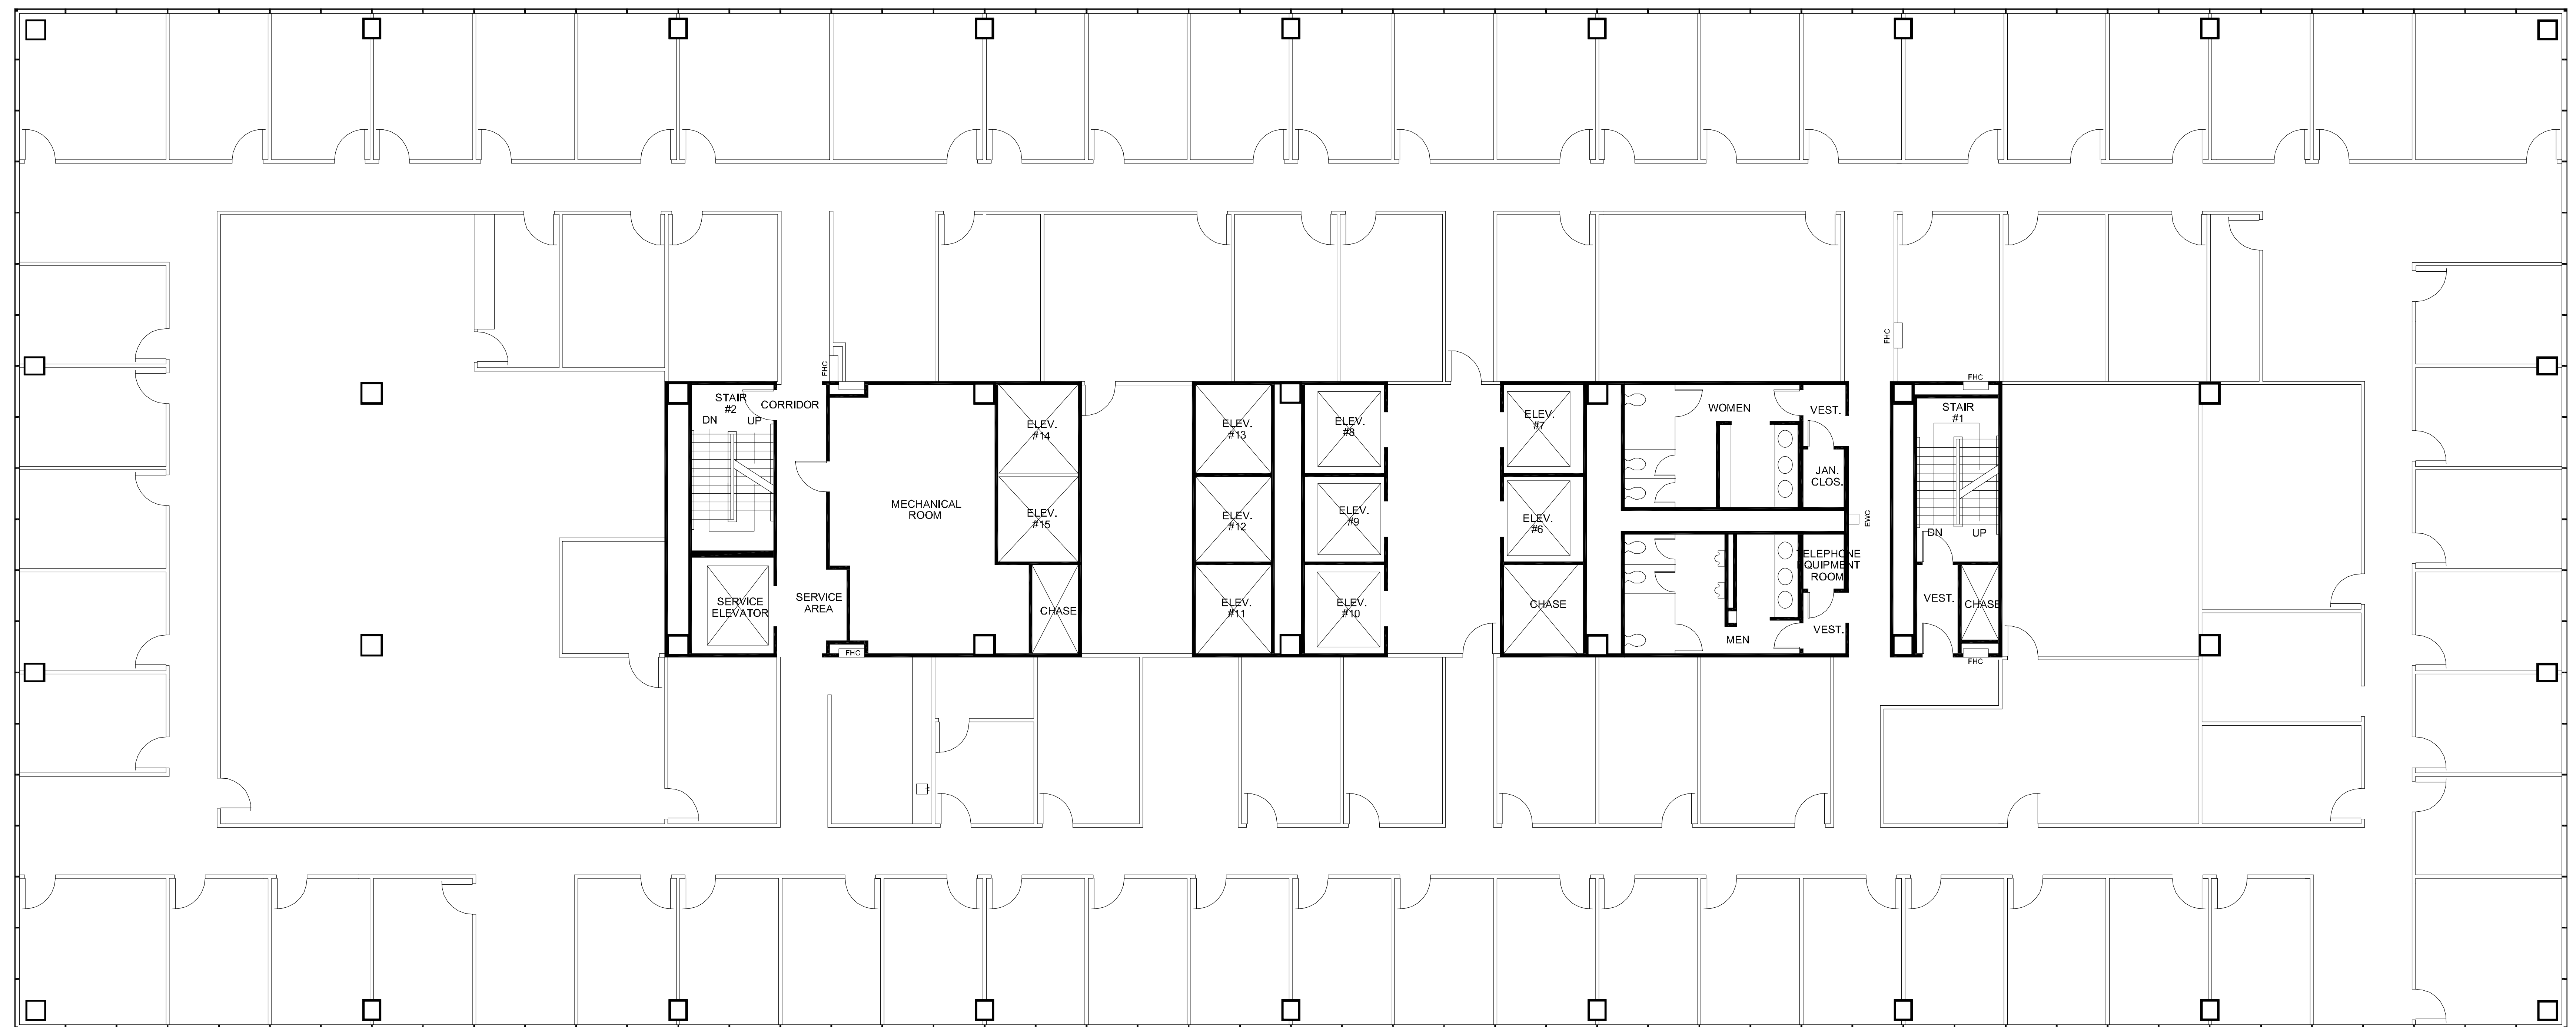 FHC
FHC
FHC
STAIR
#2
DN
UP
CORRIDOR
MECHANICAL
ROOM
ELEV.
#14
ELEV.
#15
ELEV.
#13
ELEV.
#12
ELEV.
#11
ELEV.
#8
ELEV.
#9
ELEV.
#10
ELEV.
#7
ELEV.
#6
WOMEN
VEST.
JAN.
CLOS.
EWC
STAIR
#1
DN
UP
SERVICE
ELEVATOR
SERVICE
AREA
CHASE
CHASE
TELEPHONE
EQUIPMENT
ROOM
MEN
VEST.
VEST.
CHASE
FHC
FHC